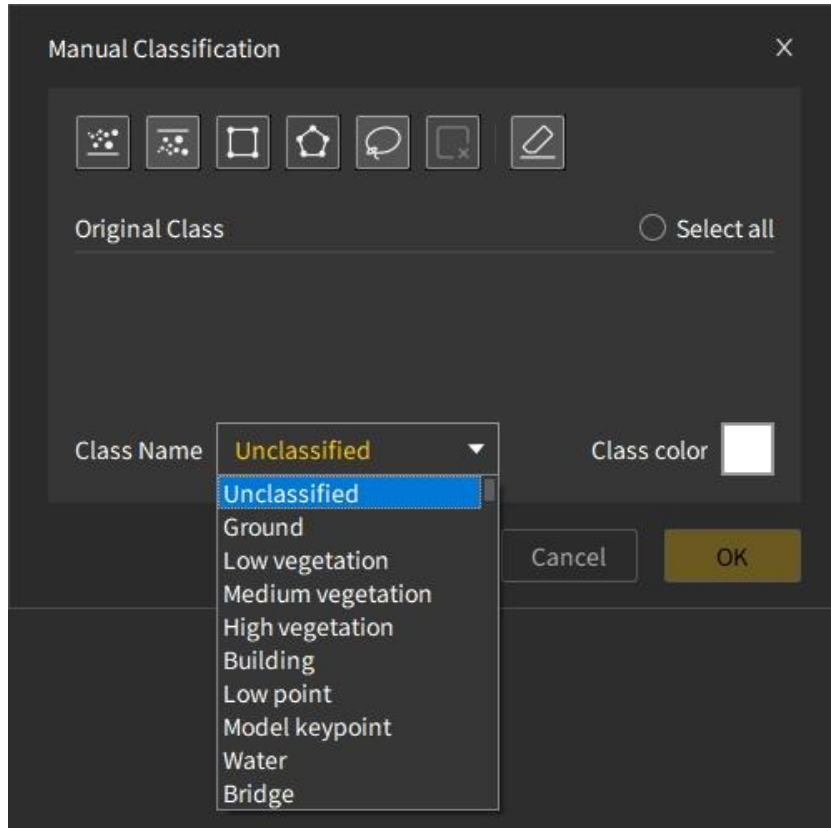 Manual Classification X
Original Class Select all
Class Name Unclassified Class color
Unclassified
Ground
Low vegetation
Cancel OK
Medium vegetation
High vegetation
Building
Low point
Model keypoint
Water
Bridge